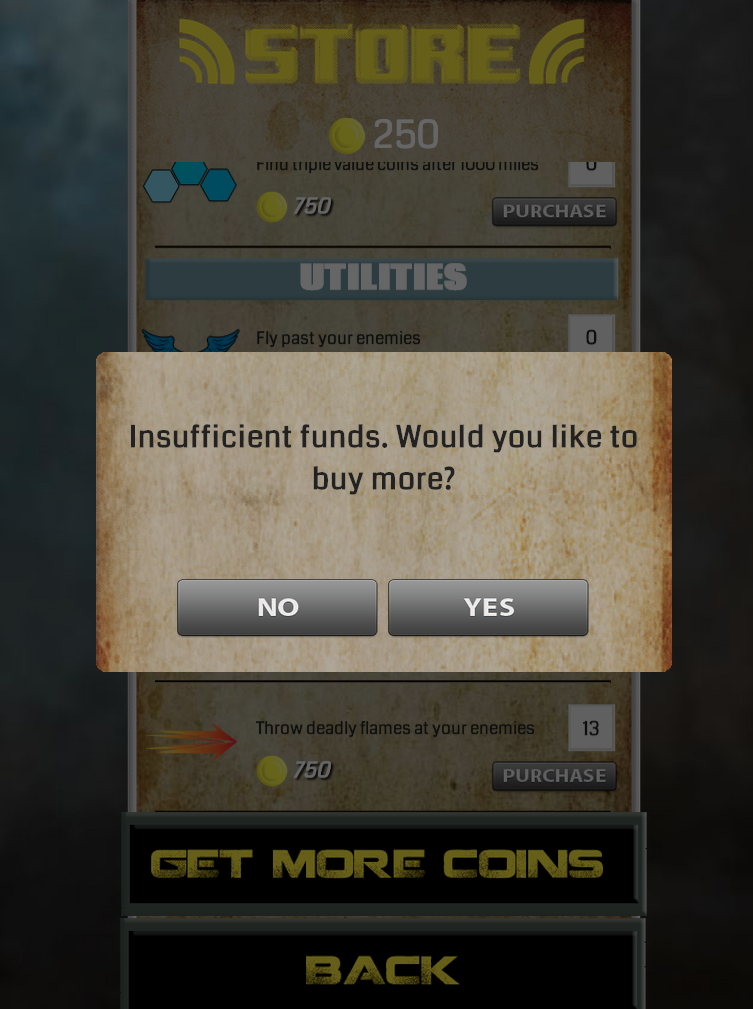 STORE
250
Find triple value coins after 1000 miles
0
750
PURCHASE
UTILITIES
Fly past your enemies
0
Insufficient funds. Would you like to
buy more?
NO
YES
Throw deadly flames at your enemies
13
750
PURCHASE
GET MORE COINS
BACK